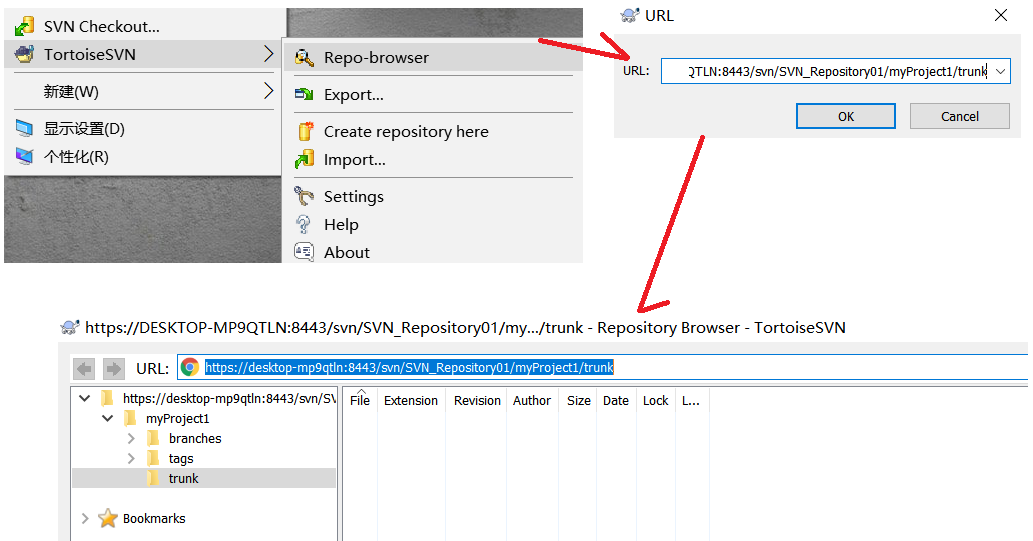 SVN Checkout...
TortoiseSVN
新建(W)
显示设置(D)
个性化(R)
Repo-browser
Export...
Create repository here
Import...
Settings
Help
About
URL
URL:
QTLN:8443/svn/SVN_Repository01/myProject1/trunk
OK
Cancel
https://DESKTOP-MP9QTLN:8443/svn/SVN_Repository01/my.../trunk - Repository Browser - TortoiseSVN
URL: https://desktop-mp9qtln:8443/svn/SVN_Repository01/myProject1/trunk
File Extension Revision Author Size Date Lock L...
https://desktop-mp9qtln:8443/svn/SV
myProject1
branches
tags
trunk
Bookmarks